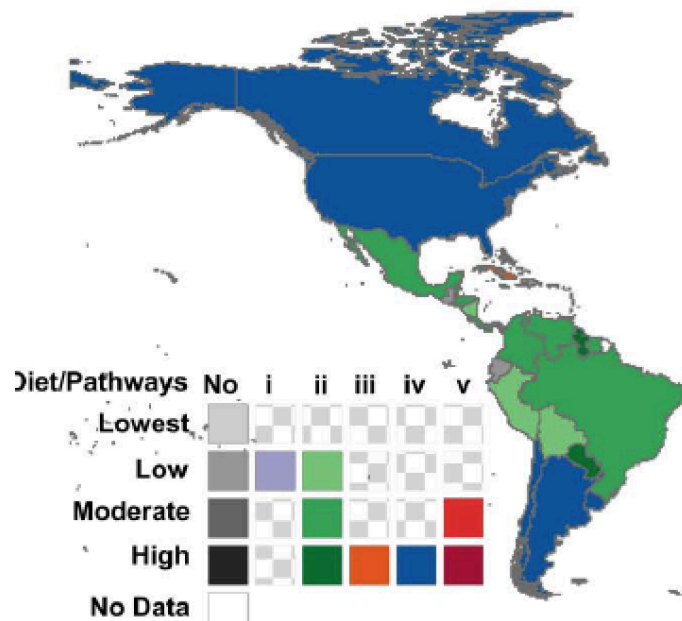 Diet/Pathways No i ii iii iv v
Lowest
Low
Moderate
High
No Data